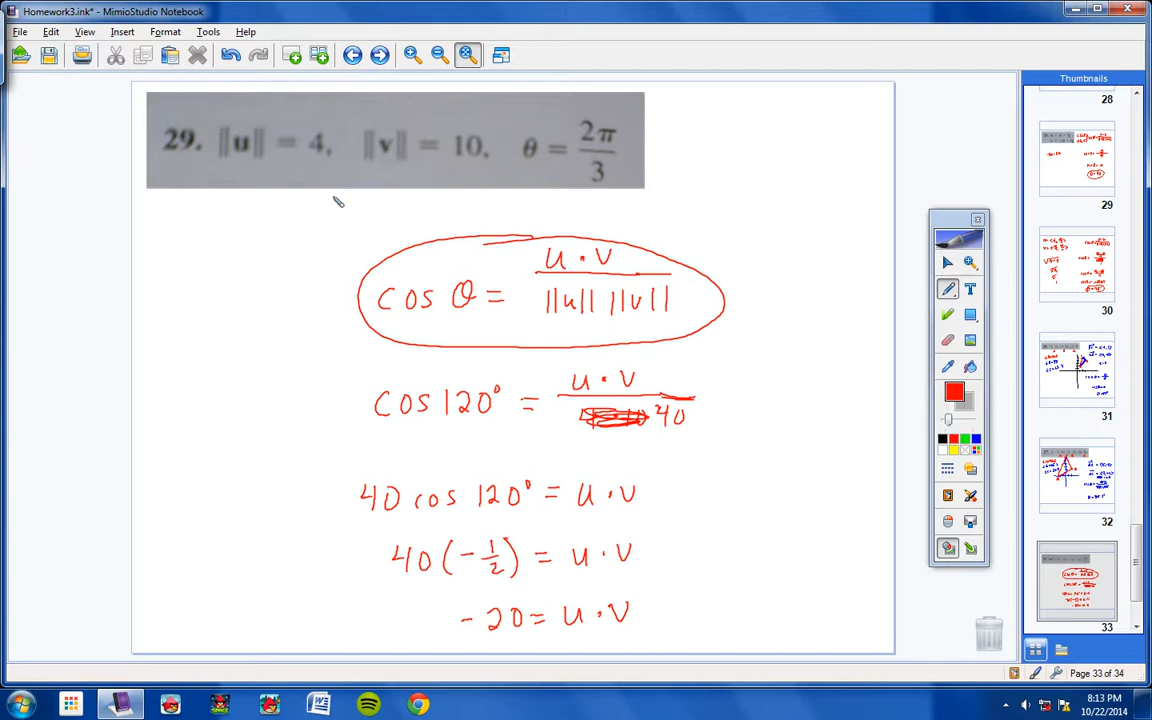 Homework3.ink* - MimioStudio Notebook
File Edit View Insert Format Tools Help
Thumbnails
28
29. ||u|| = 4, ||v|| = 10, θ = 2π/3
cos θ = u · v / ||u|| ||v||
cos 120° = u · v / 40
40 cos 120° = u · v
40 (-1/2) = u · v
-20 = u · v
29
30
31
32
33
Page 33 of 34
8:13 PM
10/22/2014